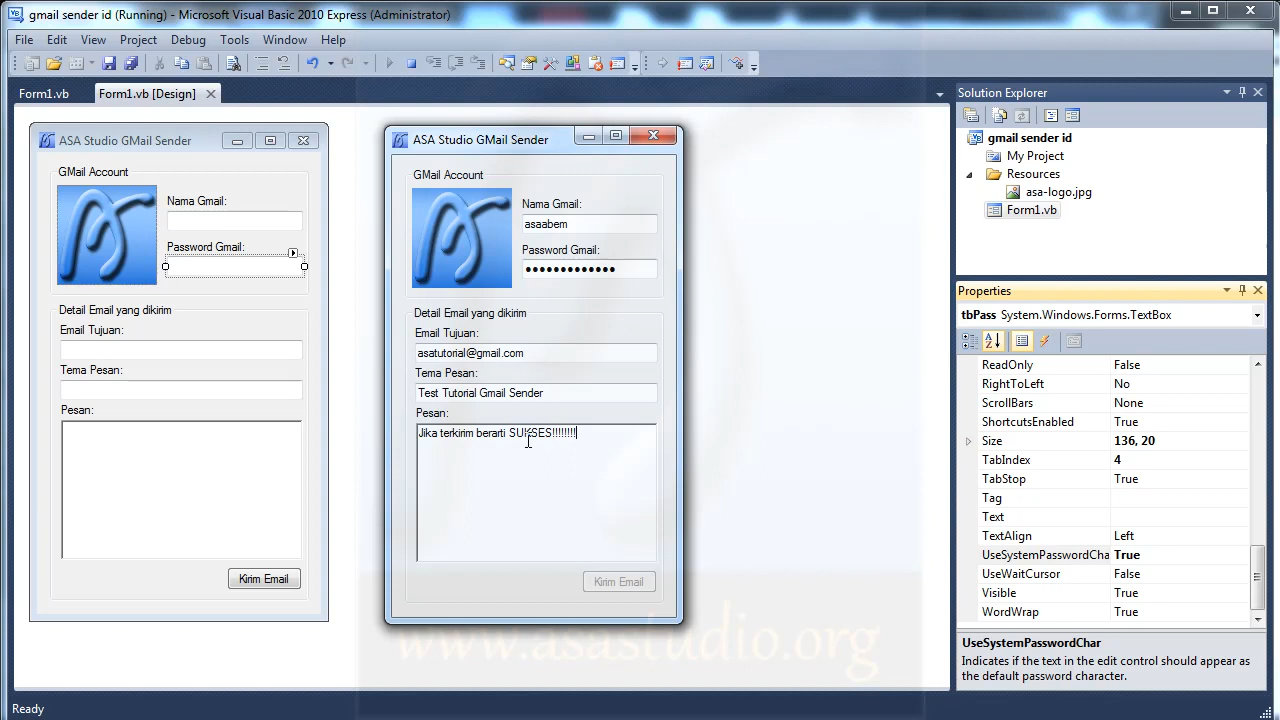 gmail sender id (Running) - Microsoft Visual Basic 2010 Express (Administrator)
File Edit View Project Debug Tools Window Help
Form1.vb Form1.vb [Design]
ASA Studio GMail Sender
GMail Account
Nama Gmail:
Password Gmail:
Detail Email yang dikirim
Email Tujuan:
Tema Pesan:
Pesan:
Kirim Email
ASA Studio GMail Sender
GMail Account
Nama Gmail:
asaabem
Password Gmail:
•••••••••••••
Detail Email yang dikirim
Email Tujuan:
asatutorial@gmail.com
Tema Pesan:
Test Tutorial Gmail Sender
Pesan:
Jika terkirim berarti SUKSES!!!!!!!!
Kirim Email
www.asastudio.org
Solution Explorer
gmail sender id
My Project
Resources
asa-logo.jpg
Form1.vb
Properties
tbPass System.Windows.Forms.TextBox
ReadOnly False
RightToLeft No
ScrollBars None
ShortcutsEnabled True
Size 136, 20
TabIndex 4
TabStop True
Tag
Text
TextAlign Left
UseSystemPasswordCha True
UseWaitCursor False
Visible True
WordWrap True
UseSystemPasswordChar
Indicates if the text in the edit control should appear as
the default password character.
Ready